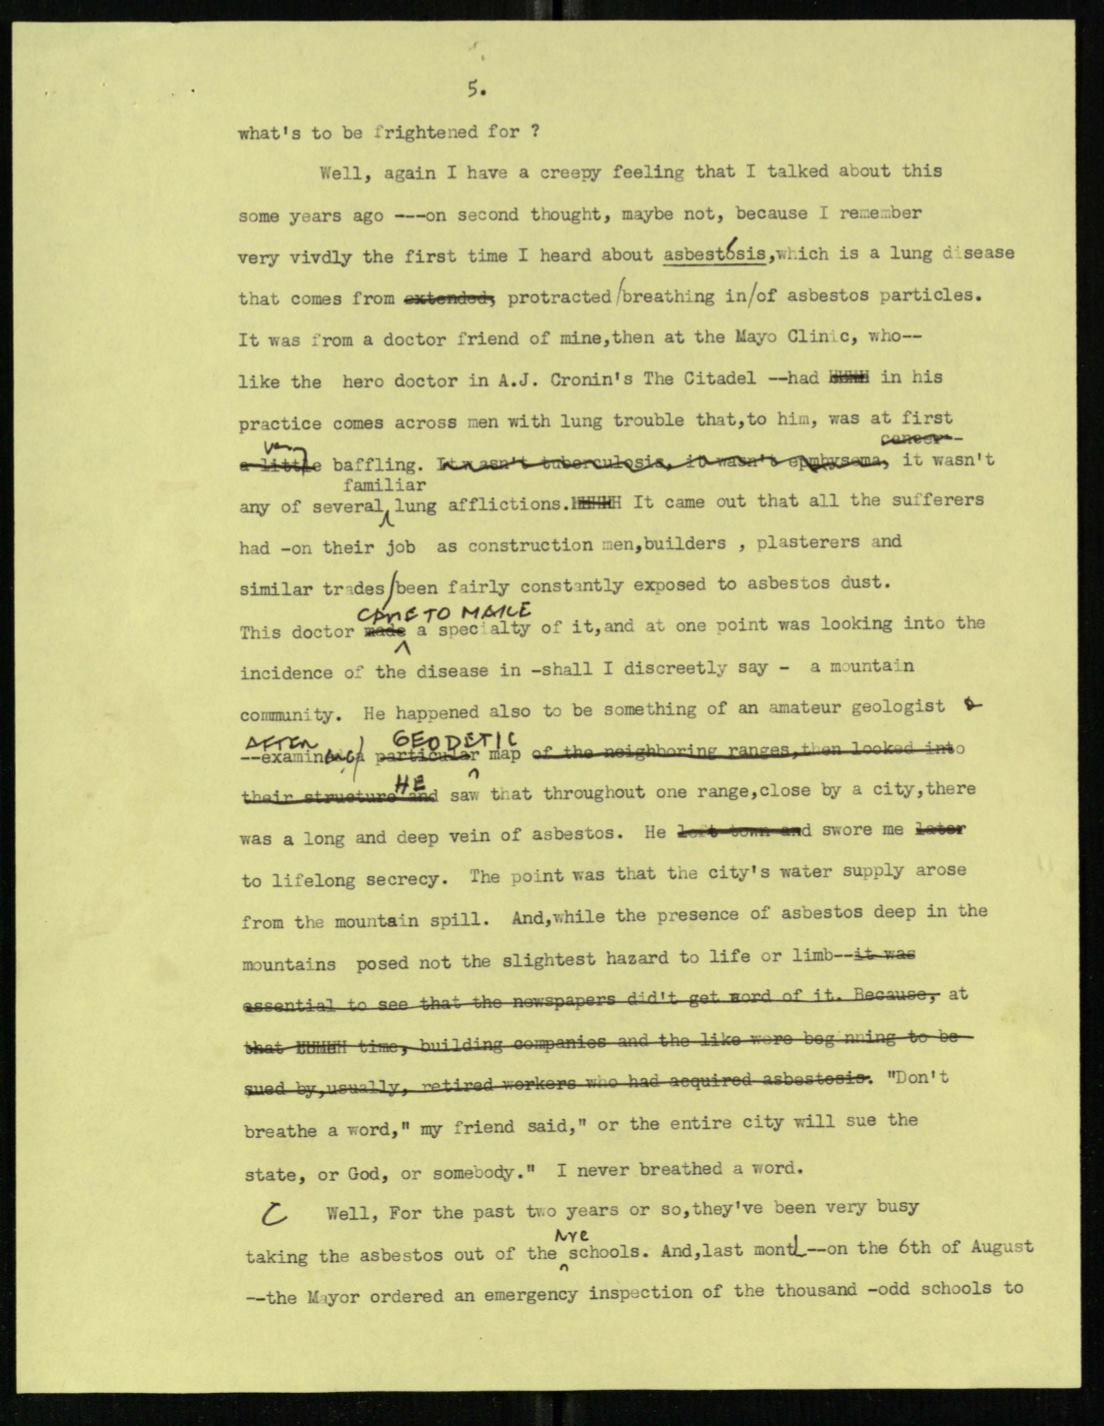 5.
what's to be frightened for ?
Well, again I have a creepy feeling that I talked about this
some years ago ---on second thought, maybe not, because I remember
very vivdly the first time I heard about asbestosis,which is a lung disease
that comes from extended, protracted/breathing in/of asbestos particles.
It was from a doctor friend of mine,then at the Mayo Clinic, who--
like the hero doctor in A.J. Cronin's The Citadel --had HHHH in his
practice comes across men with lung trouble that,to him, was at first
very cancer--
a little baffling. It wasn't tuberculosis, it wasn't epmhysema, it wasn't
familiar
any of several lung afflictions.HHHHH It came out that all the sufferers
had -on their job as construction men,builders , plasterers and
similar trades/been fairly constantly exposed to asbestos dust.
CAME TO MAKE
This doctor made a specialty of it,and at one point was looking into the
incidence of the disease in -shall I discreetly say - a mountain
community. He happened also to be something of an amateur geologist &
AFTER GEODETIC
--examining a particular map of the neighboring ranges,then looked into
HE
their structure and saw that throughout one range,close by a city,there
was a long and deep vein of asbestos. He left town and swore me later
to lifelong secrecy. The point was that the city's water supply arose
from the mountain spill. And,while the presence of asbestos deep in the
mountains posed not the slightest hazard to life or limb--it was
essential to see that the newspapers did't get word of it. Because, at
that HHHHH time, building companies and the like were beginning to be
sued by,usually, retired workers who had acquired asbestosis. "Don't
breathe a word," my friend said," or the entire city will sue the
state, or God, or somebody." I never breathed a word.
Well, For the past two years or so,they've been very busy
NYC
taking the asbestos out of the schools. And,last month--on the 6th of August
--the Mayor ordered an emergency inspection of the thousand -odd schools to